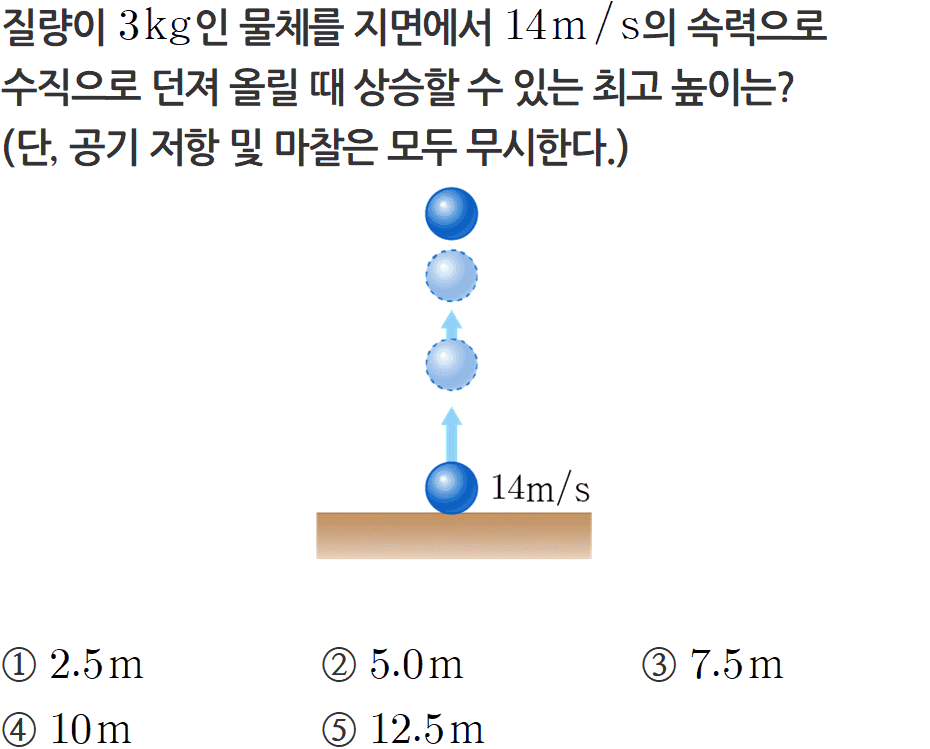 질량이 3kg인 물체를 지면에서 14m/s의 속력으로
수직으로 던져 올릴 때 상승할 수 있는 최고 높이는?
(단, 공기 저항 및 마찰은 모두 무시한다.)
14m/s
① 2.5m ② 5.0m ③ 7.5m
④ 10m ⑤ 12.5m